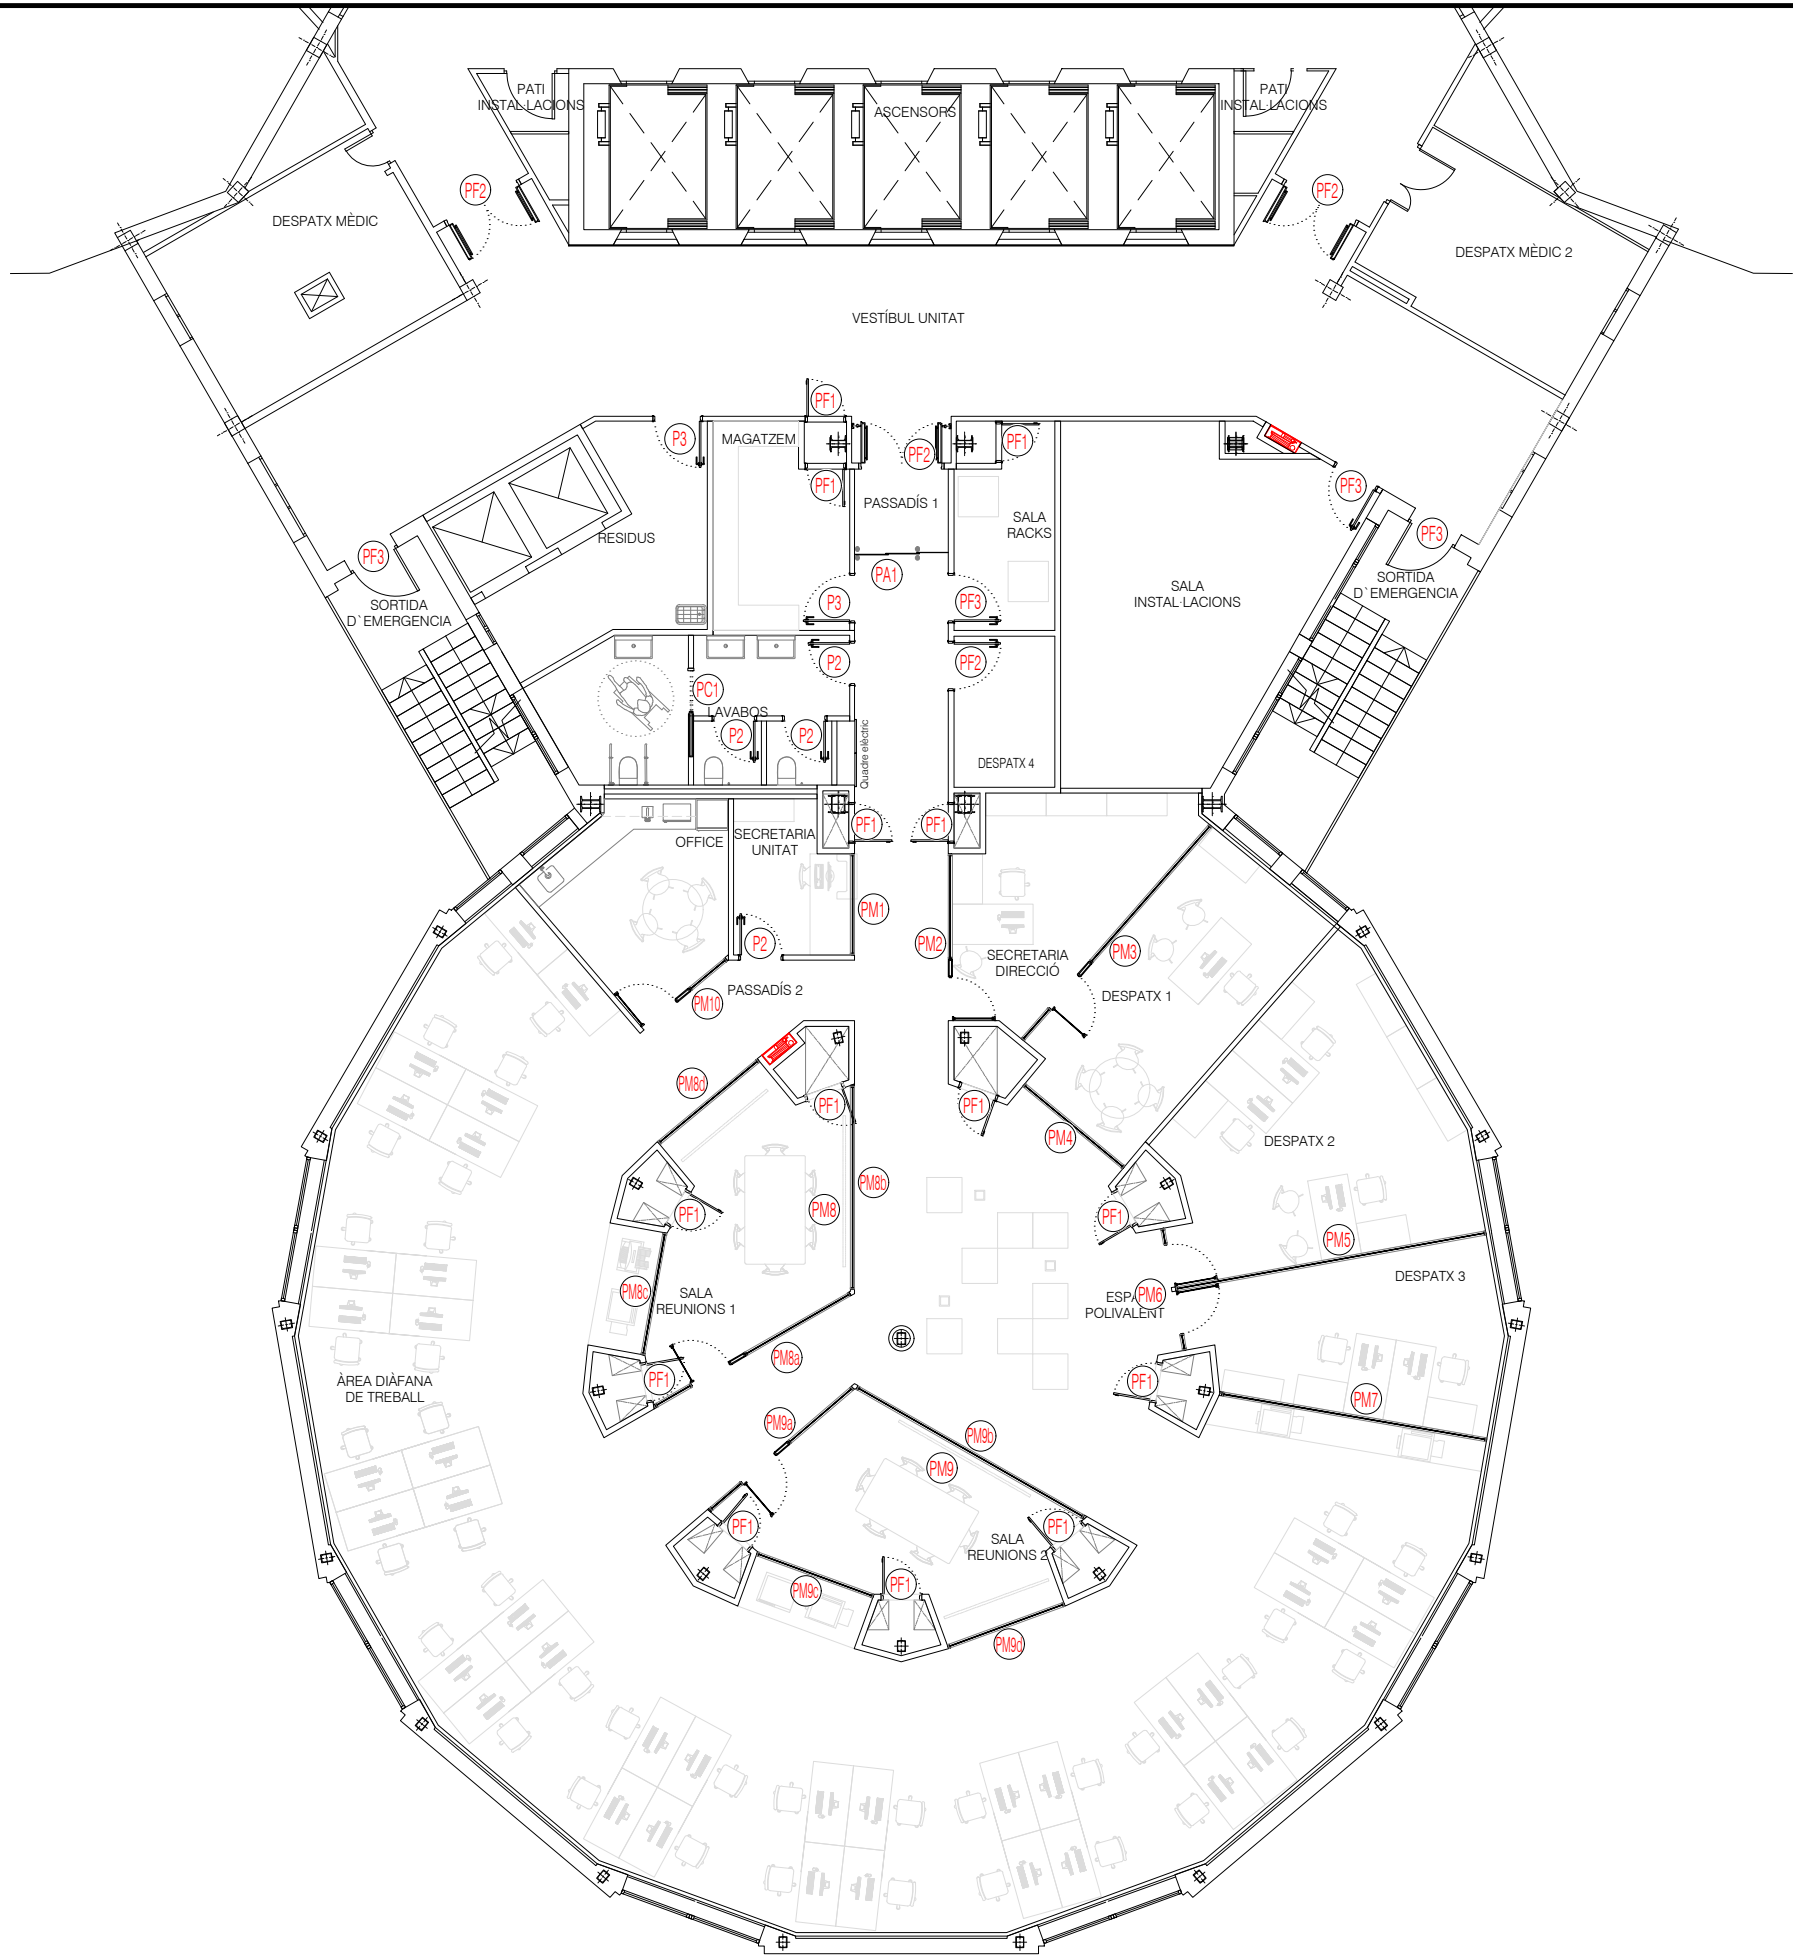 PATI
INSTAL·LACIONS
ASCENSORS
PATI
INSTAL·LACIONS
PF2
PF2
DESPATX MÈDIC
DESPATX MÈDIC 2
VESTÍBUL UNITAT
PF1
P3
MAGATZEM
PF2
PF1
PF1
PF3
PASSADÍS 1
SALA
RACKS
RESIDUS
PF3
PF3
PA1
SORTIDA
D`EMERGENCIA
SALA
INSTAL·LACIONS
SORTIDA
D`EMERGENCIA
P3
PF3
P2
PF2
PC1
LAVABOS
P2
P2
Quadre elèctric
DESPATX 4
PF1
PF1
OFFICE
SECRETARIA
UNITAT
PM1
PM2
P2
PM3
SECRETARIA
DIRECCIÓ
PASSADÍS 2
PM10
DESPATX 1
PM8d
PF1
PF1
PM4
DESPATX 2
PM8b
PM8
PF1
PF1
PM5
DESPATX 3
PM8c
SALA
REUNIONS 1
PM6
ESPAI
POLIVALENT
PM8a
PF1
PF1
ÀREA DIÀFANA
DE TREBALL
PM7
PM9a
PM9b
PM9
PF1
PF1
SALA
REUNIONS 2
PM9c
PF1
PM9d